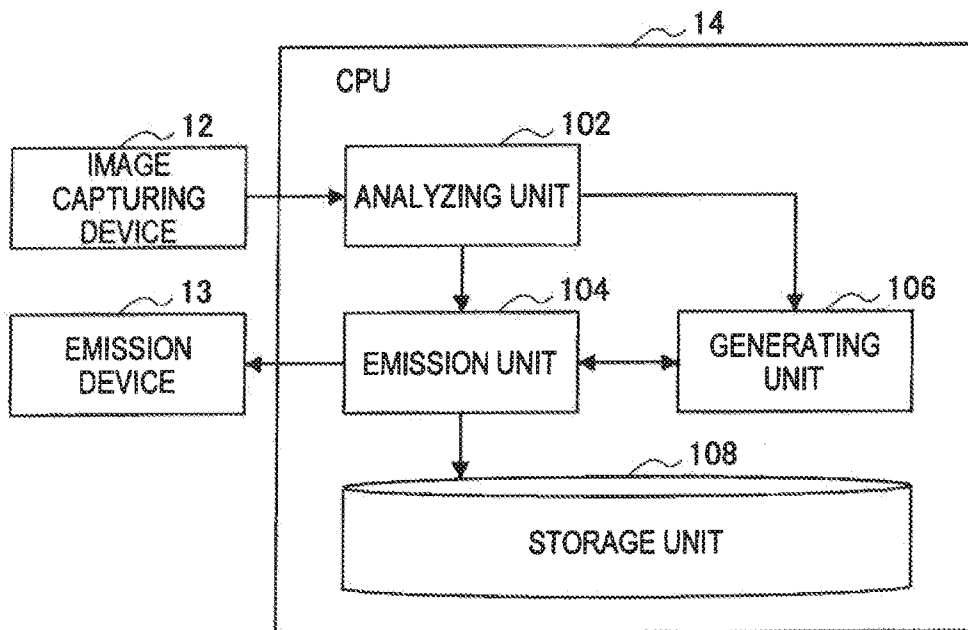 14
CPU
12
IMAGE
CAPTURING
DEVICE
102
ANALYZING UNIT
13
EMISSION
DEVICE
104
EMISSION UNIT
106
GENERATING
UNIT
108
STORAGE UNIT